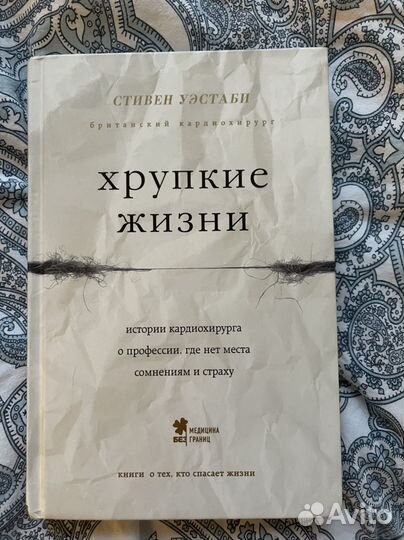 СТИВЕН УЭСТАБИ
британский кардиохирург
хрупкие
жизни
истории кардиохирурга
о профессии, где нет места
сомнениям и страху
МЕДИЦИНА
БЕЗ ГРАНИЦ
книги о тех, кто спасает жизни
Avito